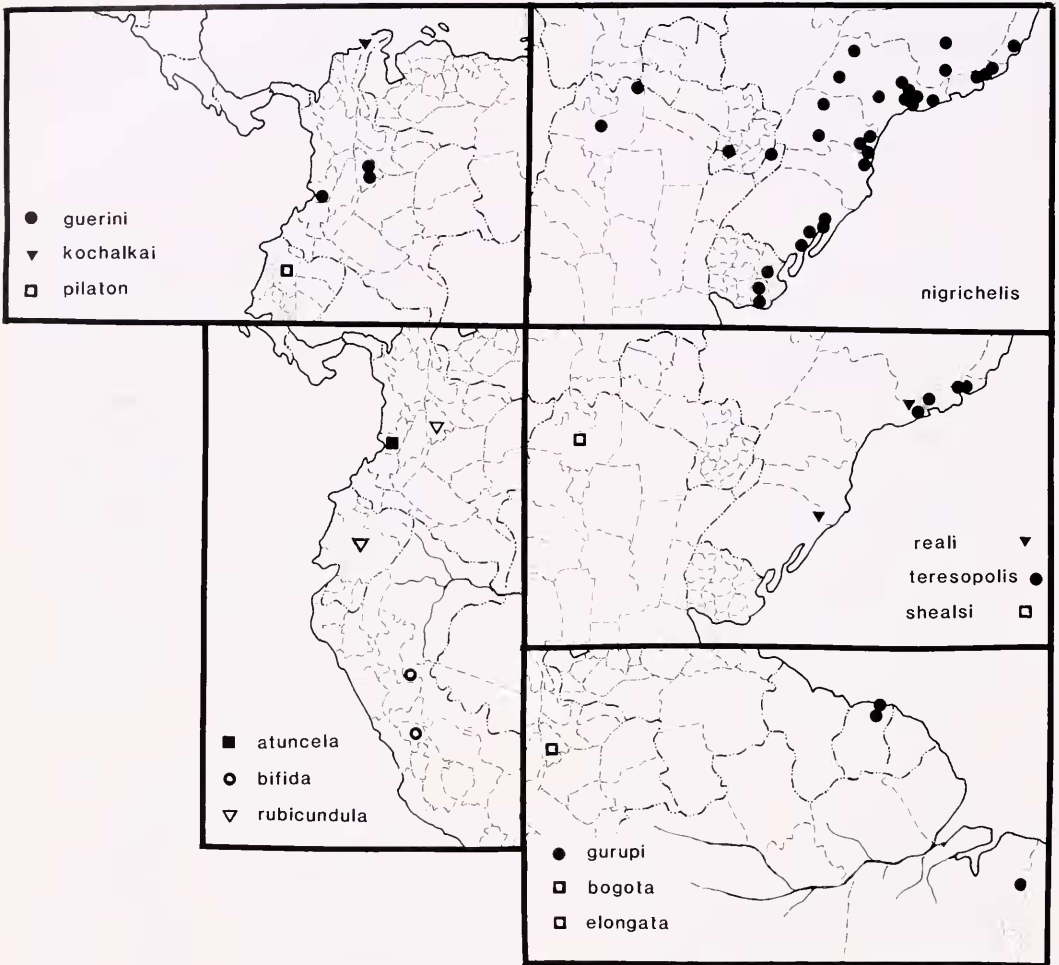 guerini
kochalkai
pilaton
nigrichelis
atuncela
bifida
rubicundula
reali
teresopolis
shealsi
gurupi
bogota
elongata